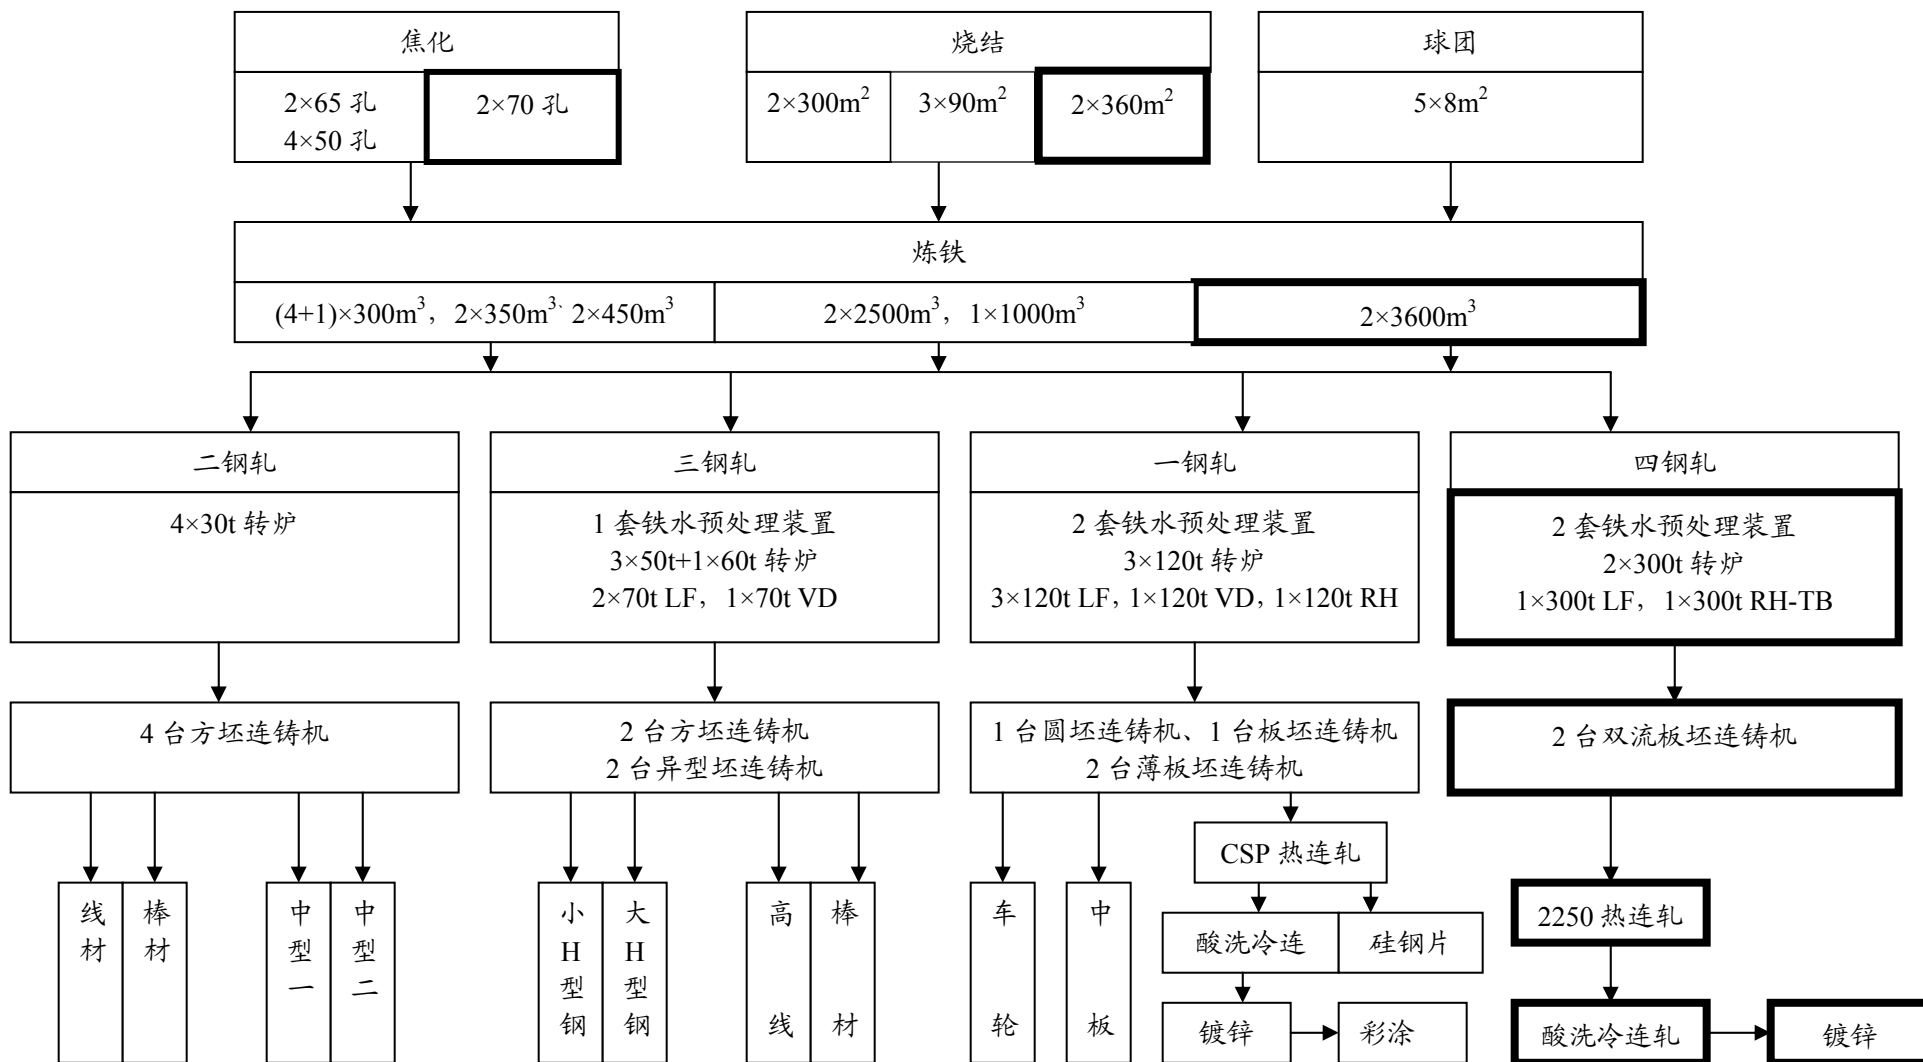 焦化
烧结
球团
2×65 孔
4×50 孔
2×70 孔
2×300m²
3×90m²
2×360m²
5×8m²
炼铁
(4+1)×300m³，2×350m³、2×450m³
2×2500m³，1×1000m³
2×3600m³
二钢轧
4×30t 转炉
三钢轧
1 套铁水预处理装置
3×50t+1×60t 转炉
2×70t LF，1×70t VD
一钢轧
2 套铁水预处理装置
3×120t 转炉
3×120t LF，1×120t VD，1×120t RH
四钢轧
2 套铁水预处理装置
2×300t 转炉
1×300t LF，1×300t RH-TB
4 台方坯连铸机
2 台方坯连铸机
2 台异型坯连铸机
1 台圆坯连铸机、1 台板坯连铸机
2 台薄板坯连铸机
2 台双流板坯连铸机
线材
棒材
中型一
中型二
小H型钢
大H型钢
高线
棒材
车轮
中板
CSP 热连轧
酸洗冷连
硅钢片
镀锌
彩涂
2250 热连轧
酸洗冷连轧
镀锌